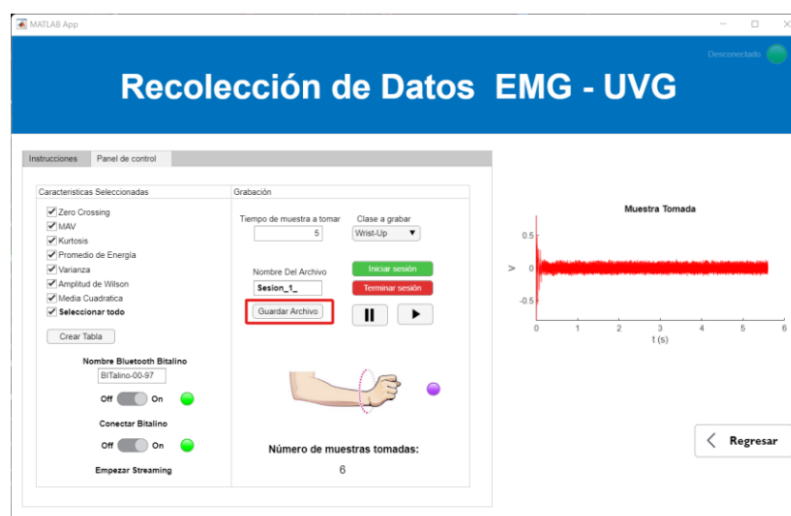 MATLAB App
Desconectado
Recolección de Datos EMG - UVG
Instrucciones
Panel de control
Caracteristicas Seleccionadas
Zero Crossing
MAV
Kurtosis
Promedio de Energía
Varianza
Amplitud de Wilson
Media Cuadratica
Seleccionar todo
Crear Tabla
Nombre Bluetooth Bitalino
BITalino-00-97
Off On
Conectar Bitalino
Off On
Empezar Streaming
Grabación
Tiempo de muestra a tomar
5
Clase a grabar
Wrist-Up
Nombre Del Archivo
Sesion_1_
Guardar Archivo
Iniciar sesión
Terminar sesión
Número de muestras tomadas:
6
Muestra Tomada
0.5
0
-0.5
V
0 1 2 3 4 5 6
t (s)
Regresar